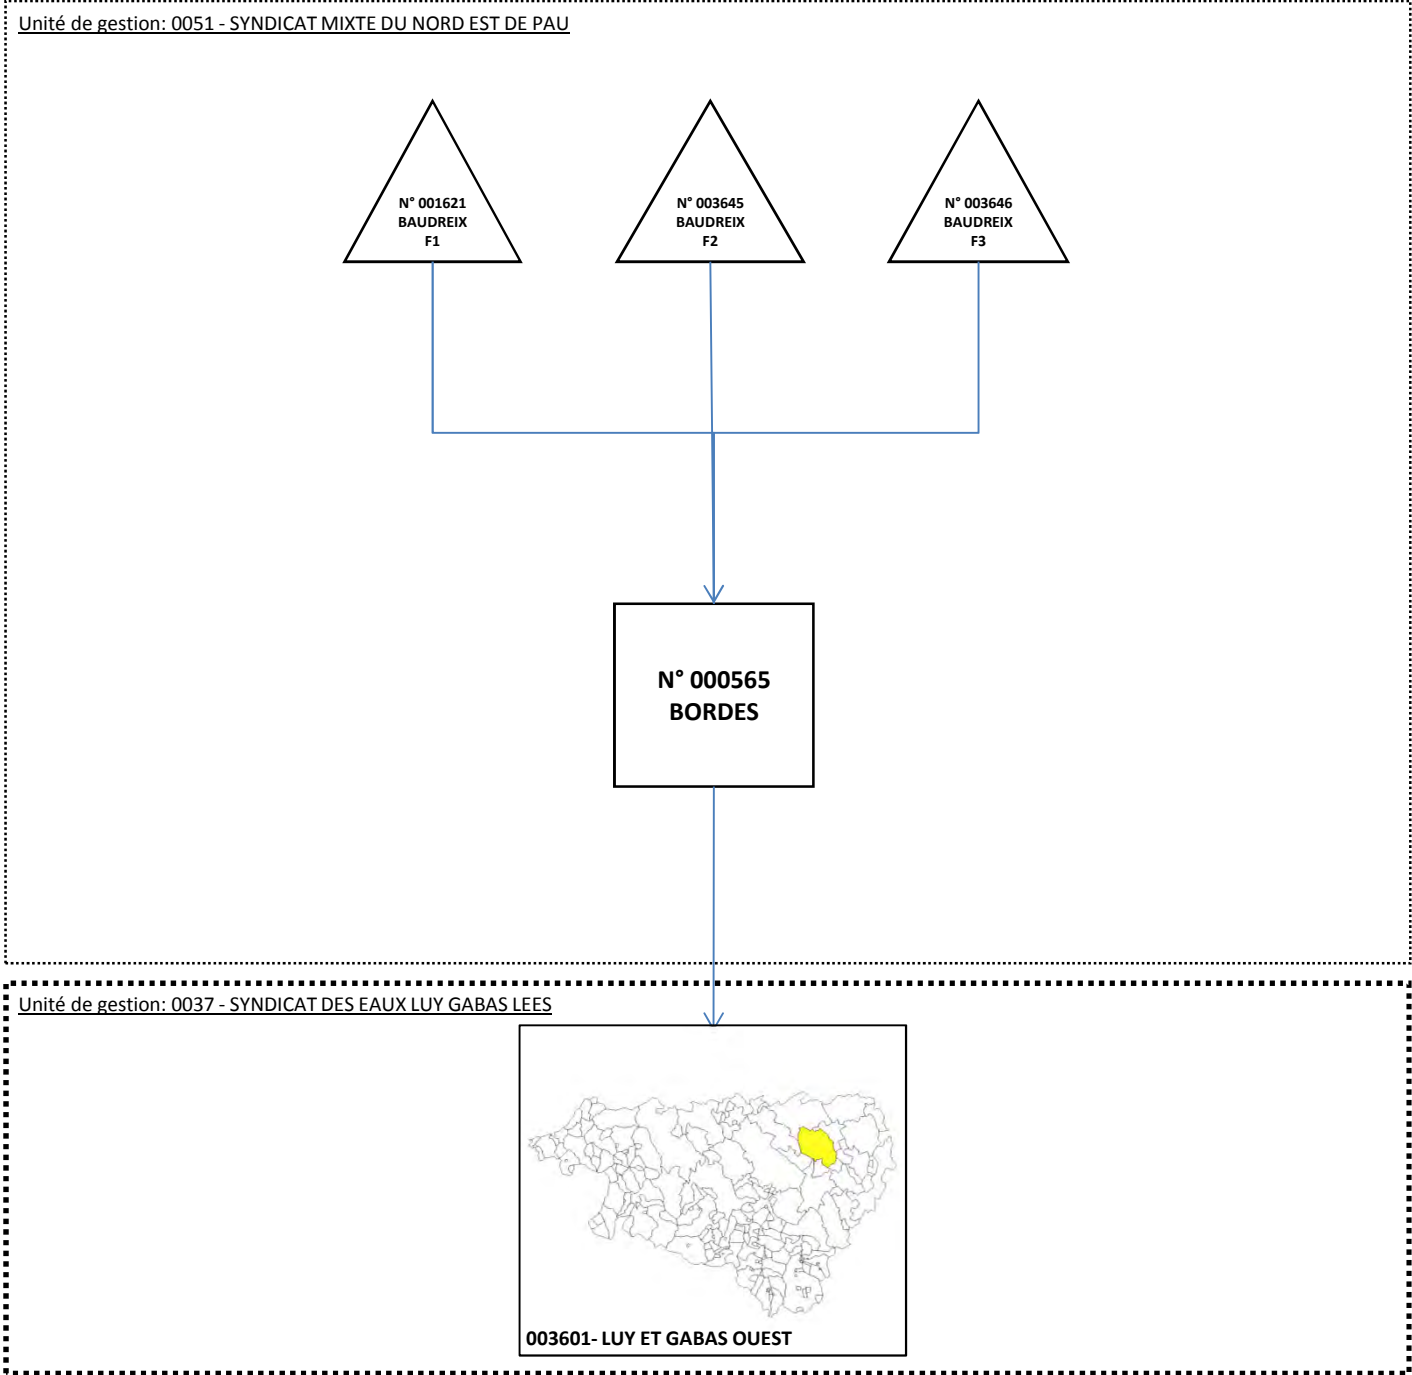 Unité de gestion: 0051 - SYNDICAT MIXTE DU NORD EST DE PAU
N° 001621
BAUDREIX
F1
N° 003645
BAUDREIX
F2
N° 003646
BAUDREIX
F3
N° 000565
BORDES
Unité de gestion: 0037 - SYNDICAT DES EAUX LUY GABAS LEES
003601- LUY ET GABAS OUEST